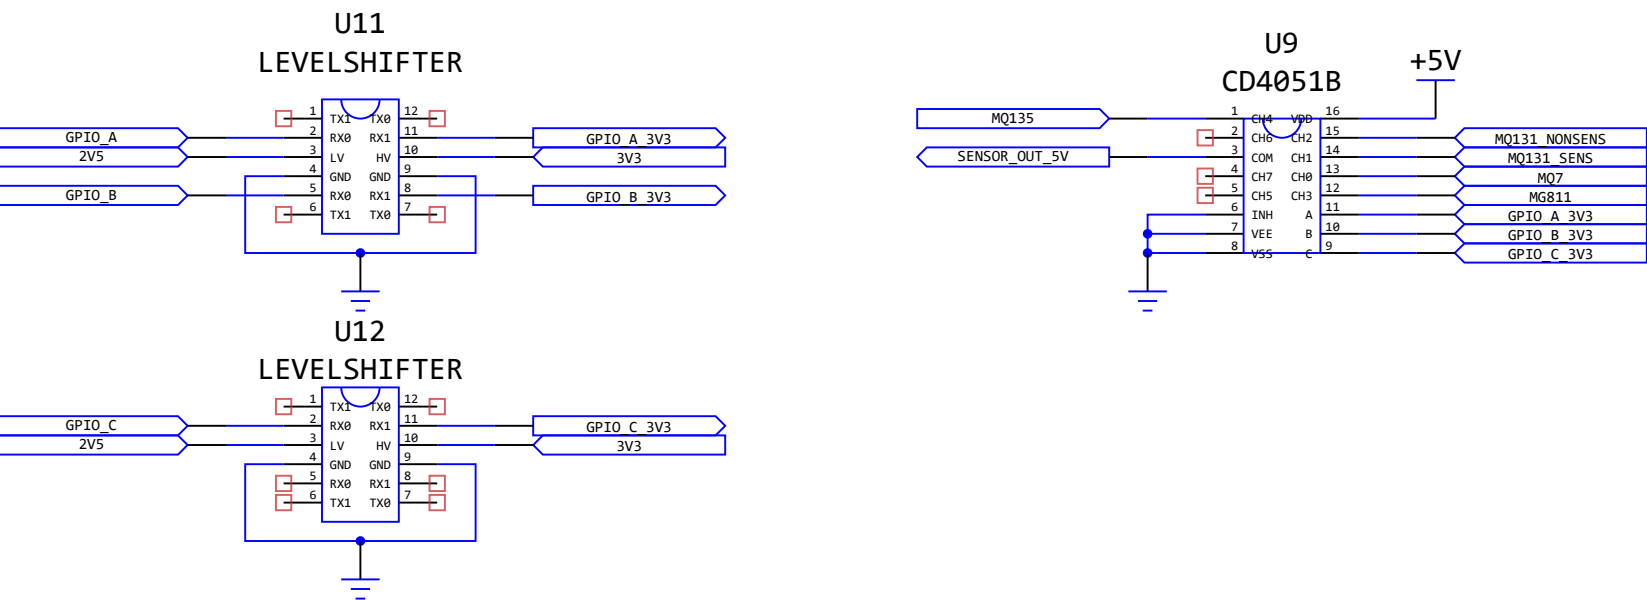 U11
LEVELSHIFTER
1 TX1 TX0 12
GPIO_A 2 RX0 RX1 11 GPIO_A_3V3
2V5 3 LV HV 10 3V3
4 GND GND 9
GPIO_B 5 RX0 RX1 8 GPIO_B_3V3
6 TX1 TX0 7
U12
LEVELSHIFTER
1 TX1 TX0 12
GPIO_C 2 RX0 RX1 11 GPIO_C_3V3
2V5 3 LV HV 10 3V3
4 GND GND 9
5 RX0 RX1 8
6 TX1 TX0 7
U9
CD4051B
+5V
MQ135 1 CH4 VDD 16
2 CH6 CH2 15 MQ131_NONSENS
SENSOR_OUT_5V 3 COM CH1 14 MQ131_SENS
4 CH7 CH0 13 MQ7
5 CH5 CH3 12 MG811
6 INH A 11 GPIO_A_3V3
7 VEE B 10 GPIO_B_3V3
8 VSS C 9 GPIO_C_3V3